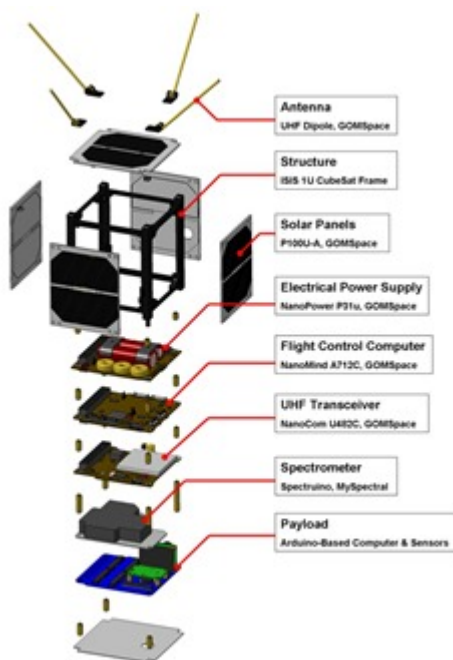 Antenna
UHF Dipole, GOMSpace
Structure
ISIS 1U CubeSat Frame
Solar Panels
P100U-A, GOMSpace
Electrical Power Supply
NanoPower P31u, GOMSpace
Flight Control Computer
NanoMind A712C, GOMSpace
UHF Transceiver
NanoCom U482C, GOMSpace
Spectrometer
Spectruino, MySpectral
Payload
Arduino-Based Computer & Sensors